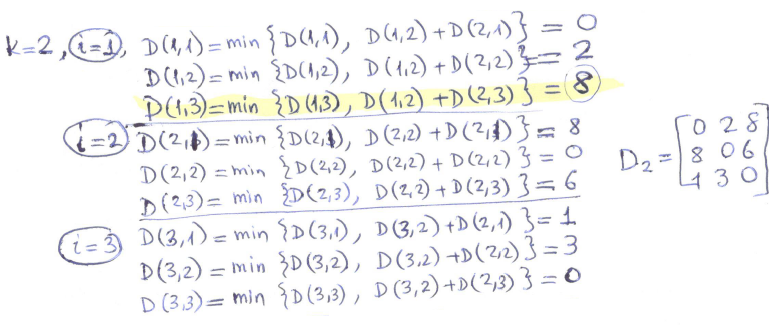 k=2, i=1, D(1,1)=min {D(1,1), D(1,2)+D(2,1)} = 0
D(1,2)=min {D(1,2), D(1,2)+D(2,2)} = 2
D(1,3)=min {D(1,3), D(1,2)+D(2,3)} = 8
i=2 D(2,1)=min {D(2,1), D(2,2)+D(2,1)} = 8
D(2,2)=min {D(2,2), D(2,2)+D(2,2)} = 0
D(2,3)=min {D(2,3), D(2,2)+D(2,3)} = 6
D2 = [0 2 8
8 0 6
1 3 0]
i=3 D(3,1)=min {D(3,1), D(3,2)+D(2,1)} = 1
D(3,2)=min {D(3,2), D(3,2)+D(2,2)} = 3
D(3,3)=min {D(3,3), D(3,2)+D(2,3)} = 0